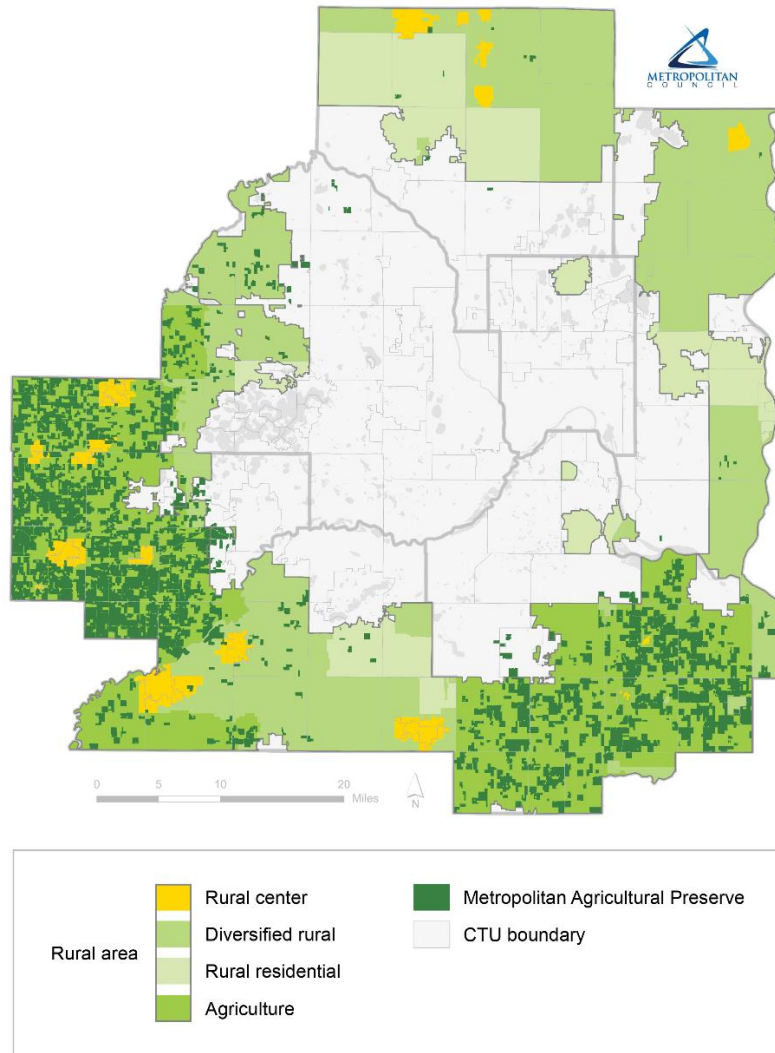 METROPOLITAN
COUNCIL
0 5 10 20
Miles
N
Rural area
Rural center
Diversified rural
Rural residential
Agriculture
Metropolitan Agricultural Preserve
CTU boundary